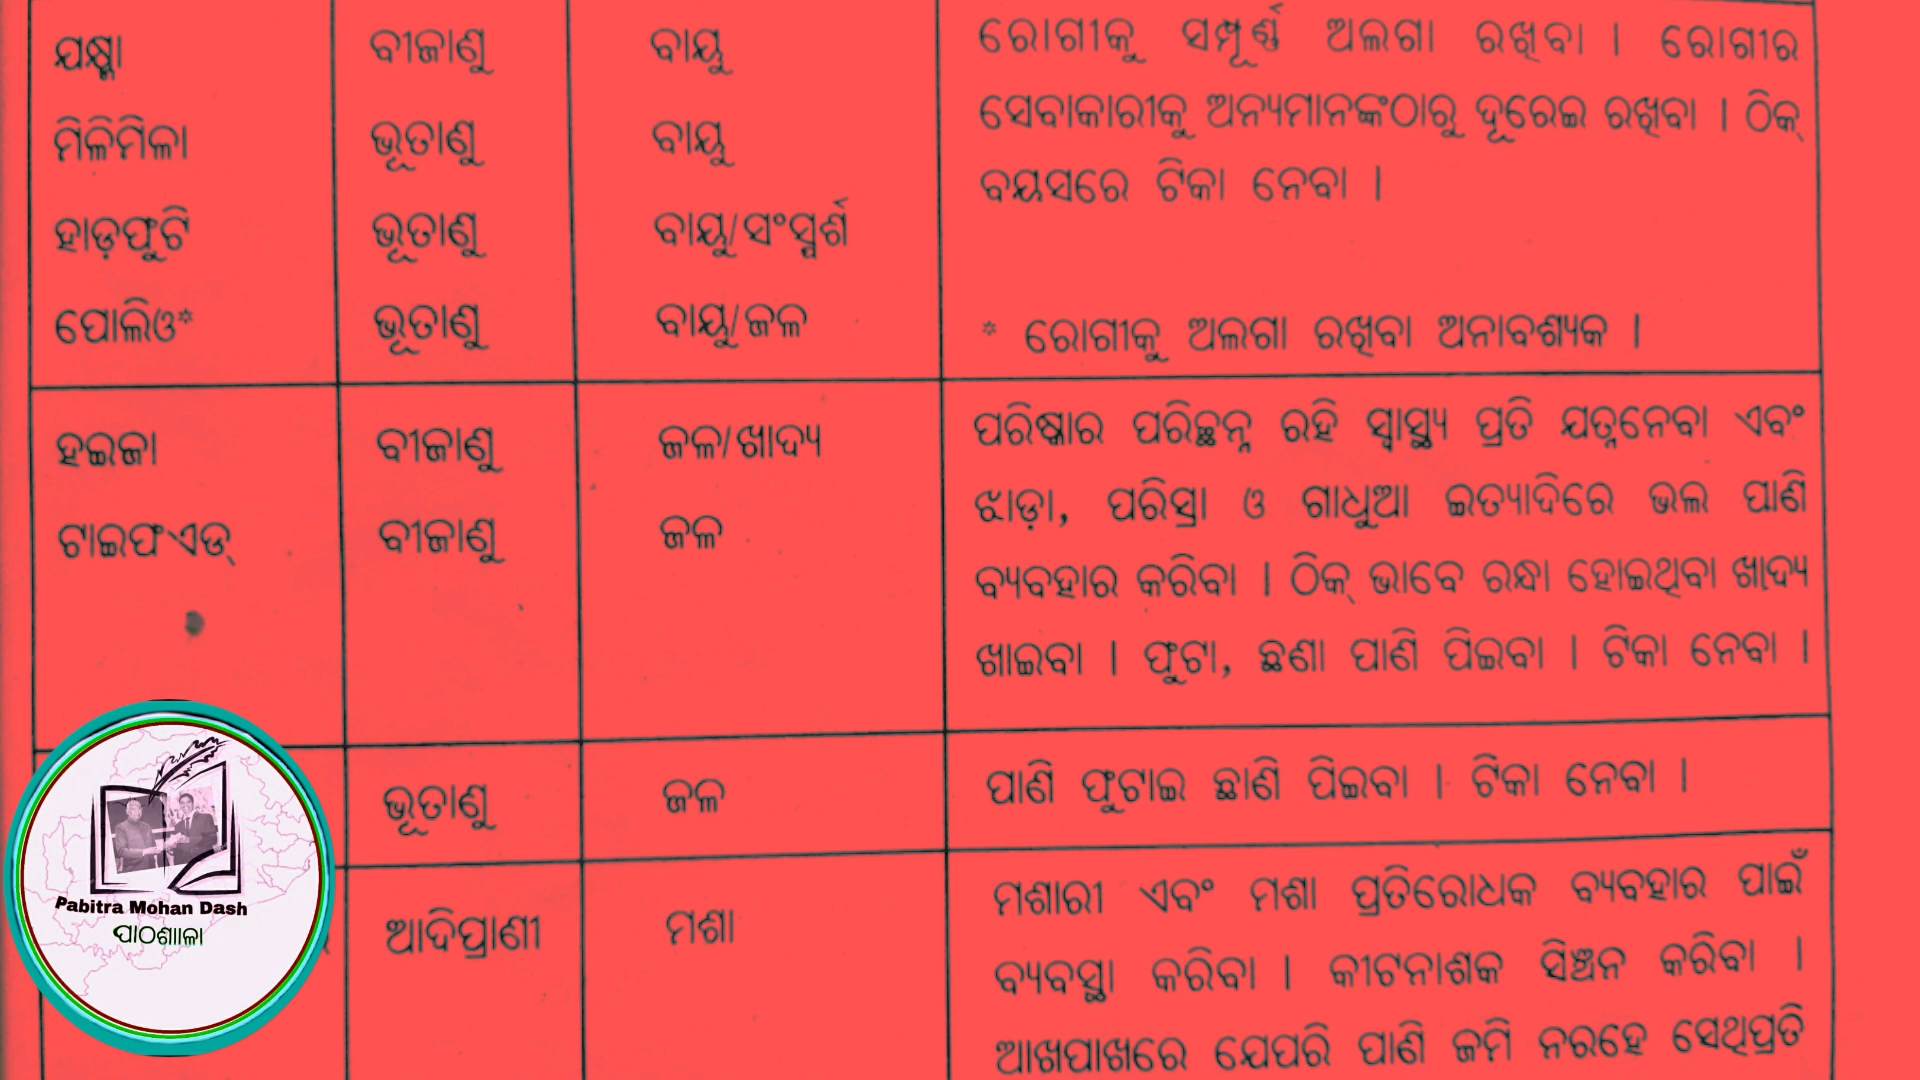 ଯକ୍ଷ୍ମା ବୀଜାଣୁ ବାୟୁ ରୋଗୀକୁ ସମ୍ପୂର୍ଣ୍ଣ ଅଲଗା ରଖିବା । ରୋଗୀର
ସେବାକାରୀକୁ ଅନ୍ୟମାନଙ୍କଠାରୁ ଦୂରେଇ ରଖିବା । ଠିକ୍
ମିଳିମିଳା ଭୂତାଣୁ ବାୟୁ
ବୟସରେ ଟିକା ନେବା ।
ହାଡ଼ଫୁଟି ଭୂତାଣୁ ବାୟୁ/ସଂସ୍ପର୍ଶ
ପୋଲିଓ* ଭୂତାଣୁ ବାୟୁ/ଜଳ * ରୋଗୀକୁ ଅଲଗା ରଖିବା ଅନାବଶ୍ୟକ ।
ହଇଜା ବୀଜାଣୁ ଜଳ/ଖାଦ୍ୟ ପରିଷ୍କାର ପରିଚ୍ଛନ୍ନ ରହି ସ୍ୱାସ୍ଥ୍ୟ ପ୍ରତି ଯତ୍ନନେବା ଏବଂ
ଝାଡ଼ା, ପରିସ୍ରା ଓ ଗାଧୁଆ ଇତ୍ୟାଦିରେ ଭଲ ପାଣି
ଟାଇଫଏଡ୍ ବୀଜାଣୁ ଜଳ
ବ୍ୟବହାର କରିବା । ଠିକ୍ ଭାବେ ରନ୍ଧା ହୋଇଥିବା ଖାଦ୍ୟ
ଖାଇବା । ଫୁଟା, ଛଣା ପାଣି ପିଇବା । ଟିକା ନେବା ।
ଭୂତାଣୁ ଜଳ ପାଣି ଫୁଟାଇ ଛାଣି ପିଇବା । ଟିକା ନେବା ।
ଆଦିପ୍ରାଣୀ ମଶା ମଶାରୀ ଏବଂ ମଶା ପ୍ରତିରୋଧକ ବ୍ୟବହାର ପାଇଁ
ବ୍ୟବସ୍ଥା କରିବା । କୀଟନାଶକ ସିଞ୍ଚନ କରିବା ।
ଆଖପାଖରେ ଯେପରି ପାଣି ଜମି ନରହେ ସେଥିପ୍ରତି
Pabitra Mohan Dash
ପାଠଶାଳା